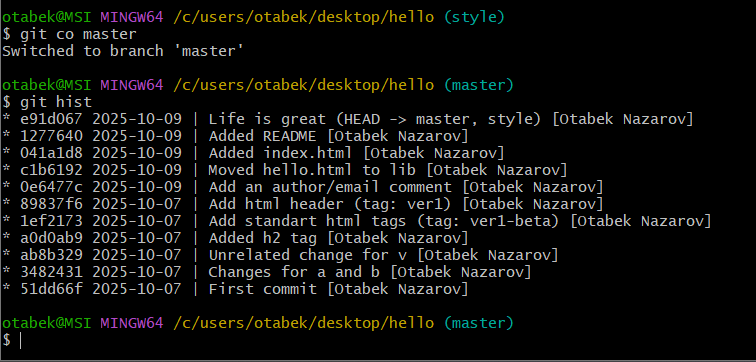 otabek@MSI MINGW64 /c/users/otabek/desktop/hello (style)
$ git co master
Switched to branch 'master'
otabek@MSI MINGW64 /c/users/otabek/desktop/hello (master)
$ git hist
* e91d067 2025-10-09 | Life is great (HEAD -> master, style) [Otabek Nazarov]
* 1277640 2025-10-09 | Added README [Otabek Nazarov]
* 041a1d8 2025-10-09 | Added index.html [Otabek Nazarov]
* c1b6192 2025-10-09 | Moved hello.html to lib [Otabek Nazarov]
* 0e6477c 2025-10-09 | Add an author/email comment [Otabek Nazarov]
* 89837f6 2025-10-07 | Add html header (tag: ver1) [Otabek Nazarov]
* 1ef2173 2025-10-07 | Add standart html tags (tag: ver1-beta) [Otabek Nazarov]
* a0d0ab9 2025-10-07 | Added h2 tag [Otabek Nazarov]
* ab8b329 2025-10-07 | Unrelated change for v [Otabek Nazarov]
* 3482431 2025-10-07 | Changes for a and b [Otabek Nazarov]
* 51dd66f 2025-10-07 | First commit [Otabek Nazarov]
otabek@MSI MINGW64 /c/users/otabek/desktop/hello (master)
$